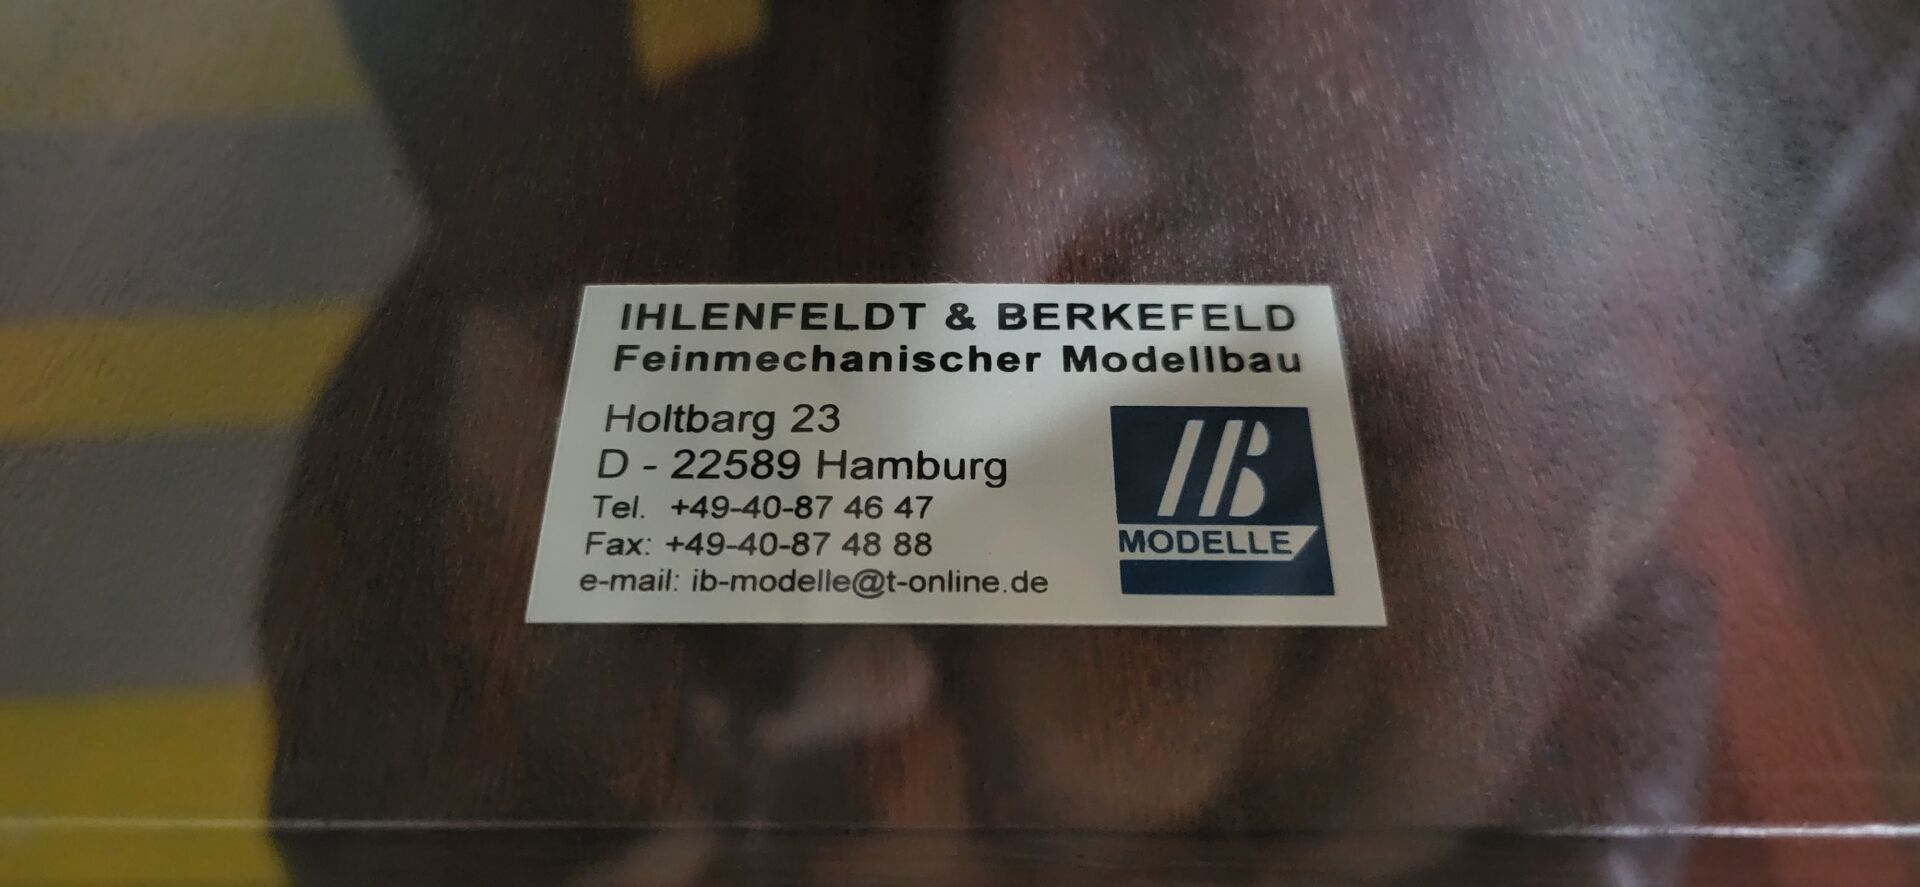 IHLENFELDT & BERKEFELD
Feinmechanischer Modellbau
Holtbarg 23
D - 22589 Hamburg
Tel. +49-40-87 46 47
Fax: +49-40-87 48 88
e-mail: ib-modelle@t-online.de
IB
MODELLE